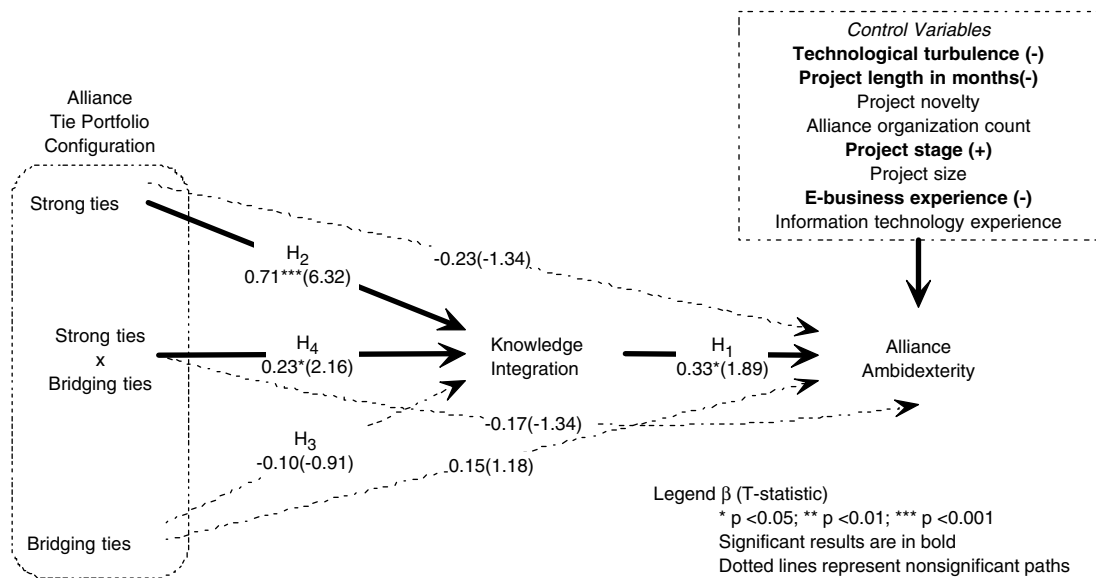 Control Variables
Technological turbulence (-)
Project length in months(-)
Project novelty
Alliance organization count
Project stage (+)
Project size
E-business experience (-)
Information technology experience
Alliance
Tie Portfolio
Configuration
Strong ties
H2
0.71***(6.32)
-0.23(-1.34)
Strong ties
x
Bridging ties
H4
0.23*(2.16)
Knowledge
Integration
H1
0.33*(1.89)
Alliance
Ambidexterity
-0.17(-1.34)
H3
-0.10(-0.91)
0.15(1.18)
Bridging ties
Legend β (T-statistic)
* p <0.05; ** p <0.01; *** p <0.001
Significant results are in bold
Dotted lines represent nonsignificant paths